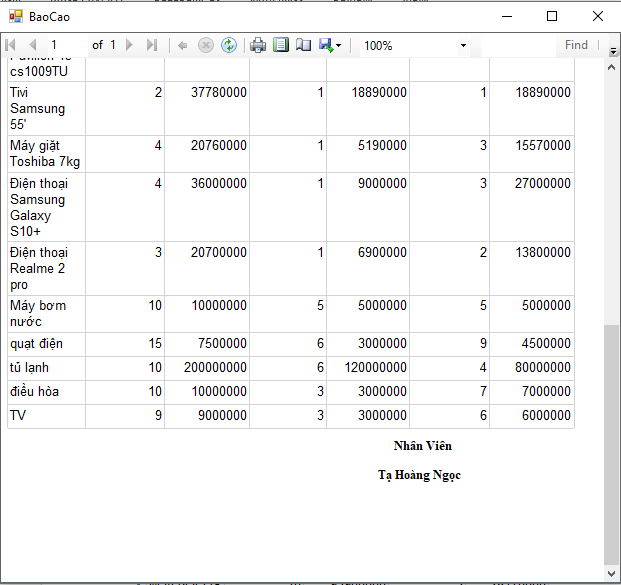 BaoCao
1 of 1 100% Find
cs1009TU
Tivi Samsung 55' 2 37780000 1 18890000 1 18890000
Máy giặt Toshiba 7kg 4 20760000 1 5190000 3 15570000
Điện thoại Samsung Galaxy S10+ 4 36000000 1 9000000 3 27000000
Điện thoại Realme 2 pro 3 20700000 1 6900000 2 13800000
Máy bơm nước 10 10000000 5 5000000 5 5000000
quạt điện 15 7500000 6 3000000 9 4500000
tủ lạnh 10 200000000 6 120000000 4 80000000
điều hòa 10 10000000 3 3000000 7 7000000
TV 9 9000000 3 3000000 6 6000000
Nhân Viên
Tạ Hoàng Ngọc